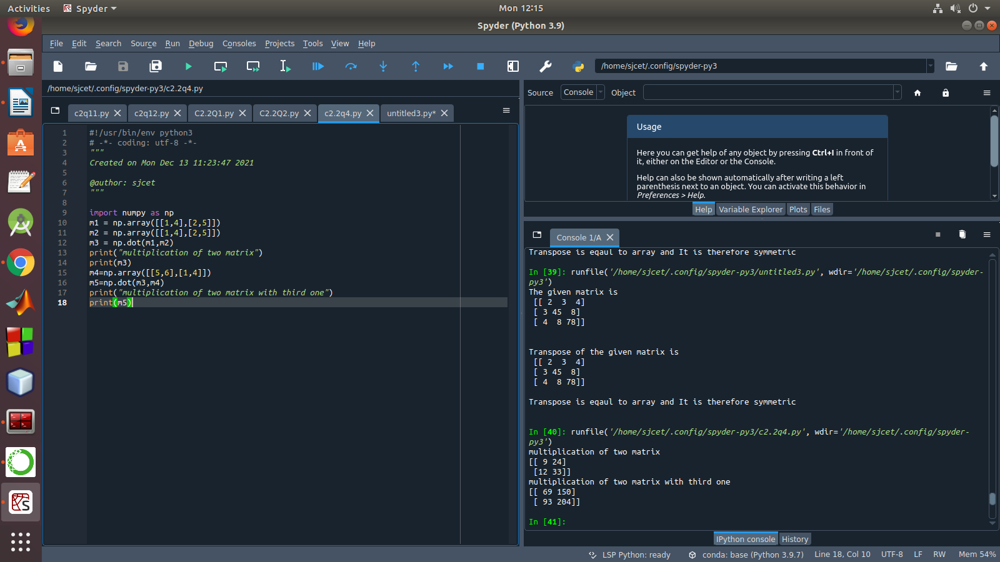 Activities Spyder Mon 12:15
Spyder (Python 3.9)
File Edit Search Source Run Debug Consoles Projects Tools View Help
/home/sjcet/.config/spyder-py3
/home/sjcet/.config/spyder-py3/c2.2q4.py
c2q11.py c2q12.py C2.2Q1.py C2.2Q2.py c2.2q4.py untitled3.py*
1 #!/usr/bin/env python3
2 # -*- coding: utf-8 -*-
3 """
4 Created on Mon Dec 13 11:23:47 2021
5
6 @author: sjcet
7 """
8
9 import numpy as np
10 m1 = np.array([[1,4],[2,5]])
11 m2 = np.array([[1,4],[2,5]])
12 m3 = np.dot(m1,m2)
13 print("multiplication of two matrix")
14 print(m3)
15 m4=np.array([[5,6],[1,4]])
16 m5=np.dot(m3,m4)
17 print("multiplication of two matrix with third one")
18 print(m5)
Source Console Object
Usage
Here you can get help of any object by pressing Ctrl+I in front of
it, either on the Editor or the Console.
Help can also be shown automatically after writing a left
parenthesis next to an object. You can activate this behavior in
Preferences > Help.
Help Variable Explorer Plots Files
Console 1/A
Transpose is eqaul to array and It is therefore symmetric
In [39]: runfile('/home/sjcet/.config/spyder-py3/untitled3.py', wdir='/home/sjcet/.config/spyder-
py3')
The given matrix is
[[ 2 3 4]
[ 3 45 8]
[ 4 8 78]]
Transpose of the given matrix is
[[ 2 3 4]
[ 3 45 8]
[ 4 8 78]]
Transpose is eqaul to array and It is therefore symmetric
In [40]: runfile('/home/sjcet/.config/spyder-py3/c2.2q4.py', wdir='/home/sjcet/.config/spyder-
py3')
multiplication of two matrix
[[ 9 24]
[12 33]]
multiplication of two matrix with third one
[[ 69 150]
[ 93 204]]
In [41]:
IPython console History
LSP Python: ready conda: base (Python 3.9.7) Line 18, Col 10 UTF-8 LF RW Mem 54%